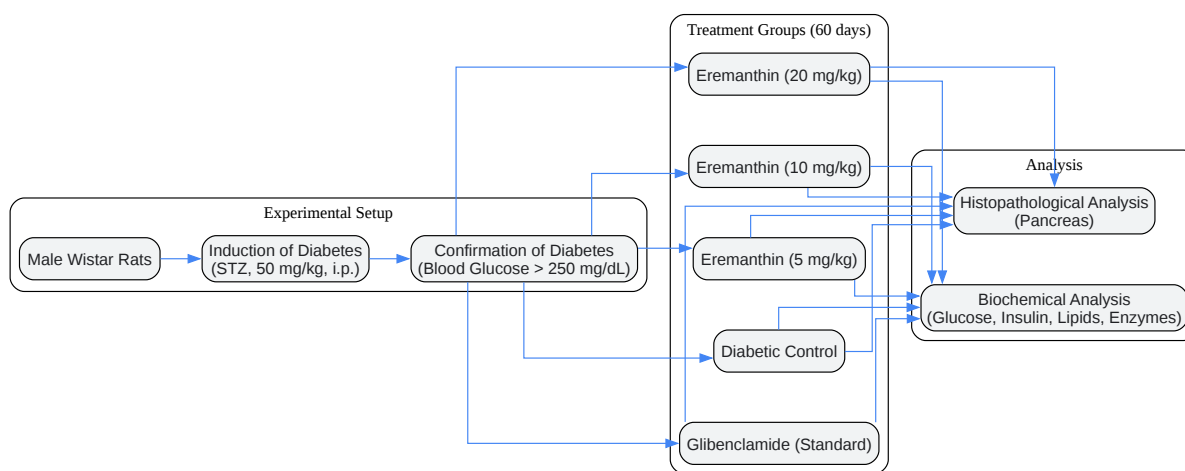 Experimental Setup
Male Wistar Rats
Induction of Diabetes
(STZ, 50 mg/kg, i.p.)
Confirmation of Diabetes
(Blood Glucose > 250 mg/dL)
Treatment Groups (60 days)
Eremanthin (20 mg/kg)
Eremanthin (10 mg/kg)
Eremanthin (5 mg/kg)
Diabetic Control
Glibenclamide (Standard)
Analysis
Histopathological Analysis
(Pancreas)
Biochemical Analysis
(Glucose, Insulin, Lipids, Enzymes)